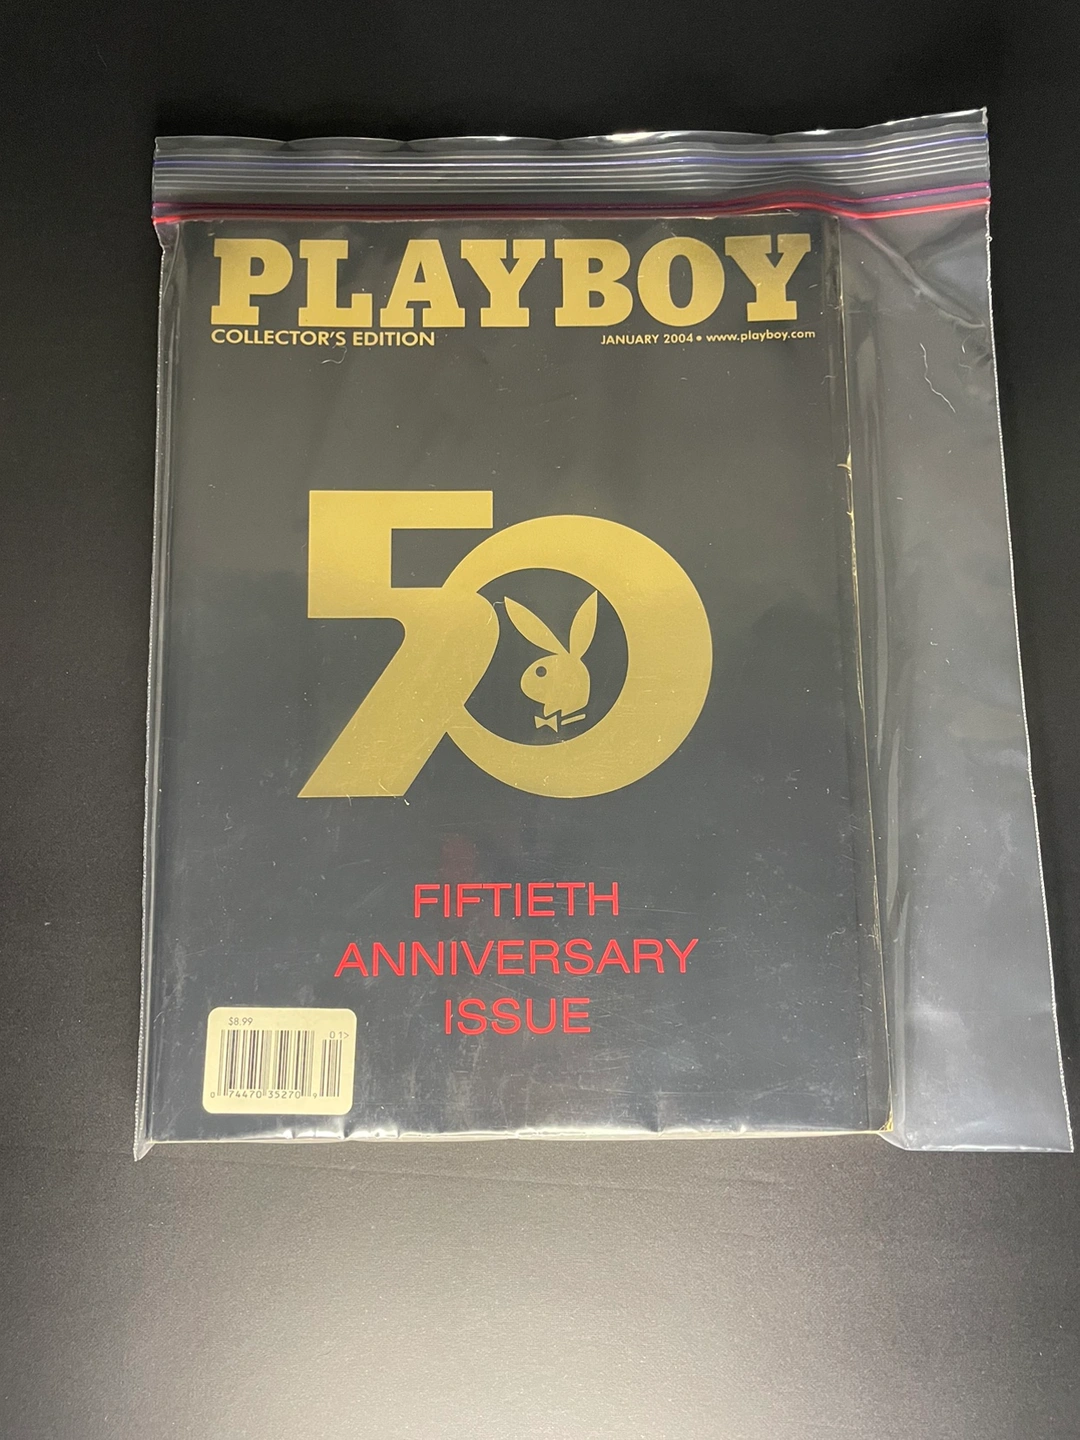 PLAYBOY
COLLECTOR'S EDITION
JANUARY 2004 • www.playboy.com
50
FIFTIETH
ANNIVERSARY
ISSUE
$8.99
01>
0 74470 35270 9